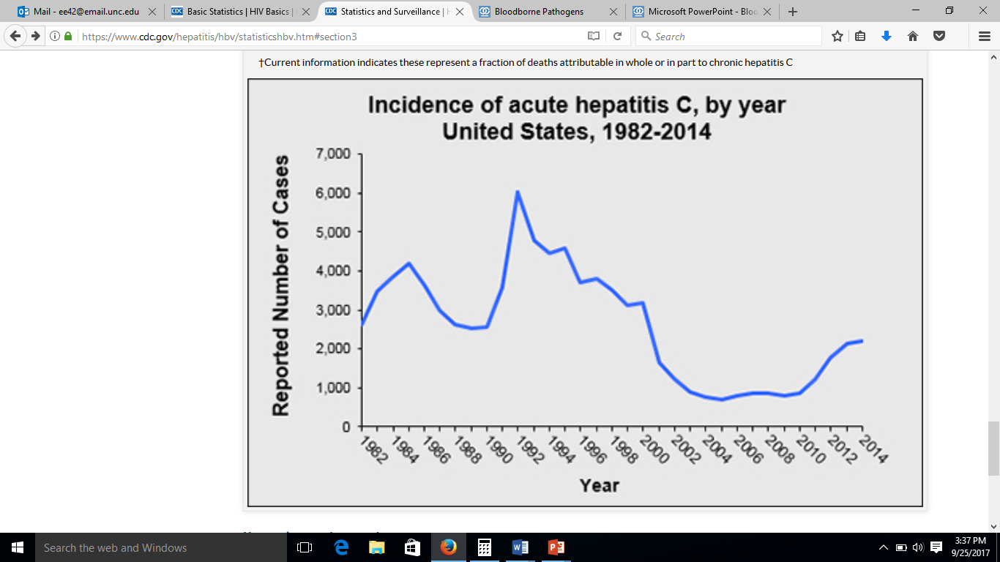 Mail - ee42@email.unc.edu
Basic Statistics | HIV Basics |
Statistics and Surveillance | H
Bloodborne Pathogens
Microsoft PowerPoint - Bloo
https://www.cdc.gov/hepatitis/hbv/statisticshbv.htm#section3
Search
†Current information indicates these represent a fraction of deaths attributable in whole or in part to chronic hepatitis C
Incidence of acute hepatitis C, by year
United States, 1982-2014
Reported Number of Cases
7,000
6,000
5,000
4,000
3,000
2,000
1,000
0
1982 1984 1986 1988 1990 1992 1994 1996 1998 2000 2002 2004 2006 2008 2010 2012 2014
Year
Search the web and Windows
3:37 PM
9/25/2017